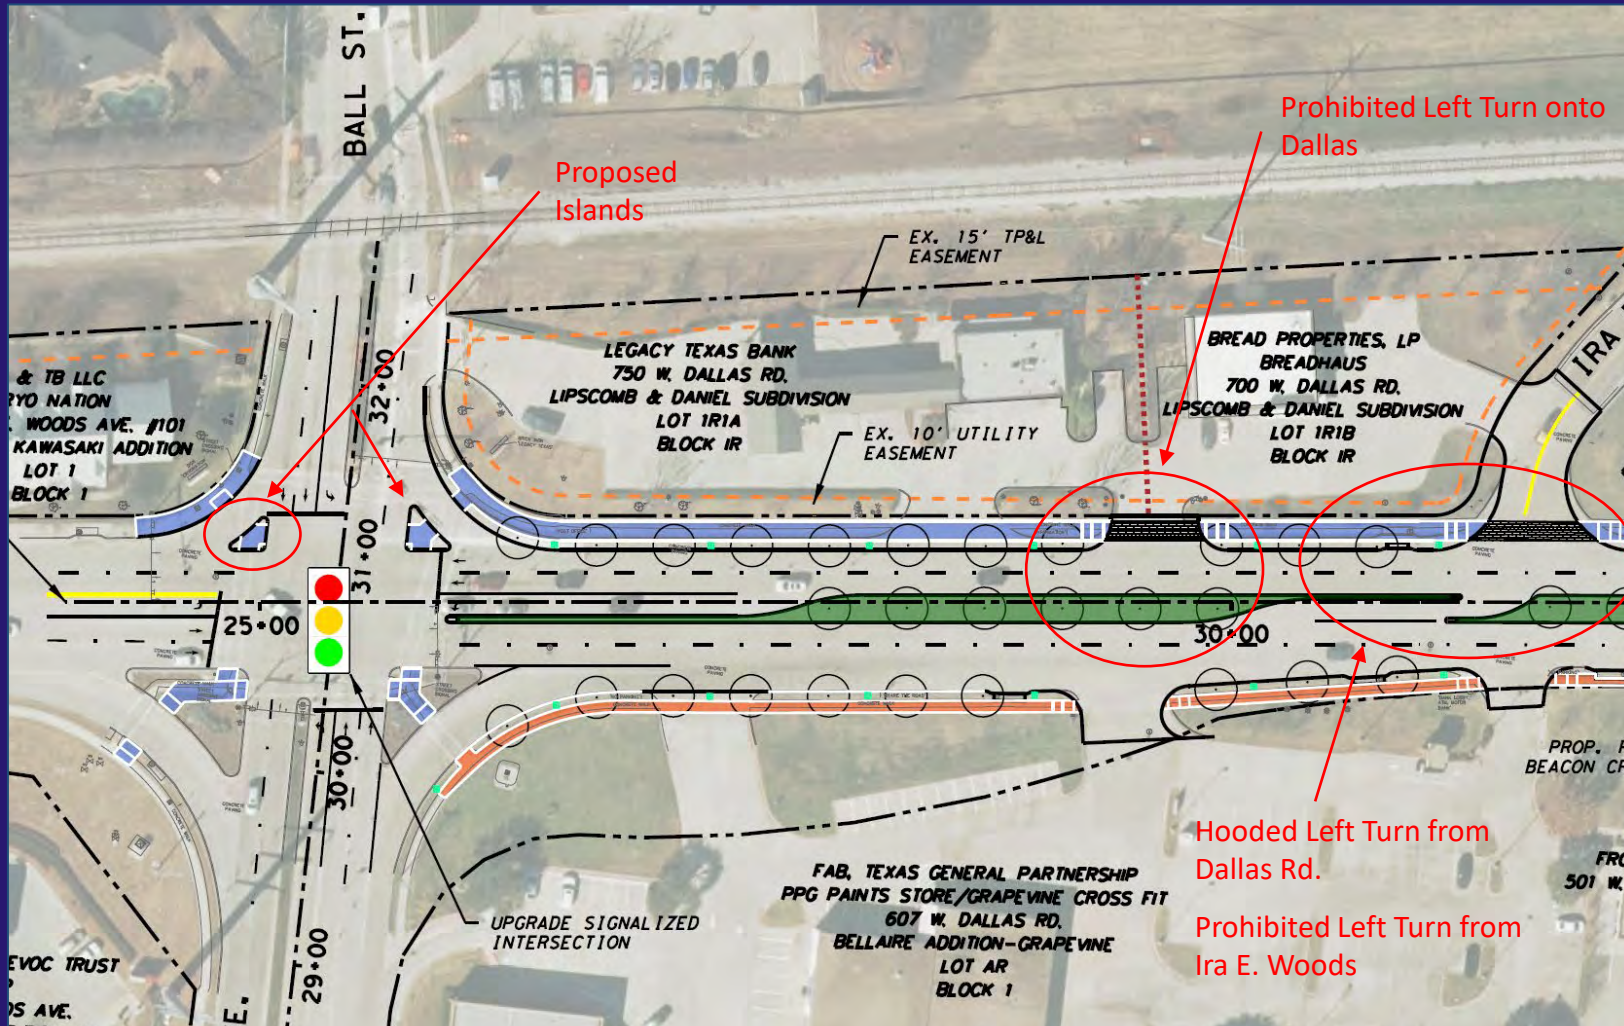 BALL ST.
Prohibited Left Turn onto
Dallas
Proposed
Islands
EX. 15' TP&L
EASEMENT
IRA
BREAD PROPERTIES, LP
BREADHAUS
700 W. DALLAS RD.
LIPSCOMB & DANIEL SUBDIVISION
LOT 1R1B
BLOCK 1R
LEGACY TEXAS BANK
750 W. DALLAS RD.
LIPSCOMB & DANIEL SUBDIVISION
LOT 1R1A
BLOCK 1R
& TB LLC
RYO NATION
WOODS AVE. #101
KAWASAKI ADDITION
LOT 1
BLOCK 1
32+00
EX. 10' UTILITY
EASEMENT
31+00
25+00
30+00
30+00
PROP.
BEACON
Hooded Left Turn from
Dallas Rd.
Prohibited Left Turn from
Ira E. Woods
501 W.
FAB, TEXAS GENERAL PARTNERSHIP
PPG PAINTS STORE/GRAPEVINE CROSS FIT
607 W. DALLAS RD.
BELLAIRE ADDITION-GRAPEVINE
LOT AR
BLOCK 1
UPGRADE SIGNALIZED
INTERSECTION
29+00
EVOC TRUST
DS AVE.
E.